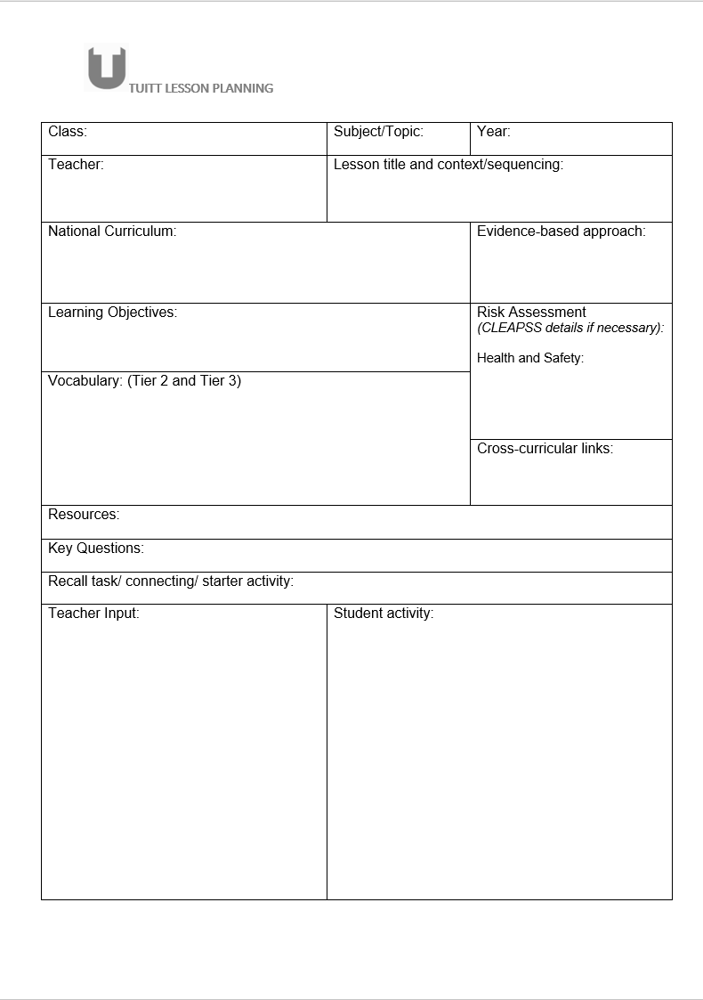 TUITT LESSON PLANNING
Class:
Subject/Topic:
Year:
Teacher:
Lesson title and context/sequencing:
National Curriculum:
Evidence-based approach:
Learning Objectives:
Risk Assessment
(CLEAPSS details if necessary):
Health and Safety:
Vocabulary: (Tier 2 and Tier 3)
Cross-curricular links:
Resources:
Key Questions:
Recall task/ connecting/ starter activity:
Teacher Input:
Student activity: